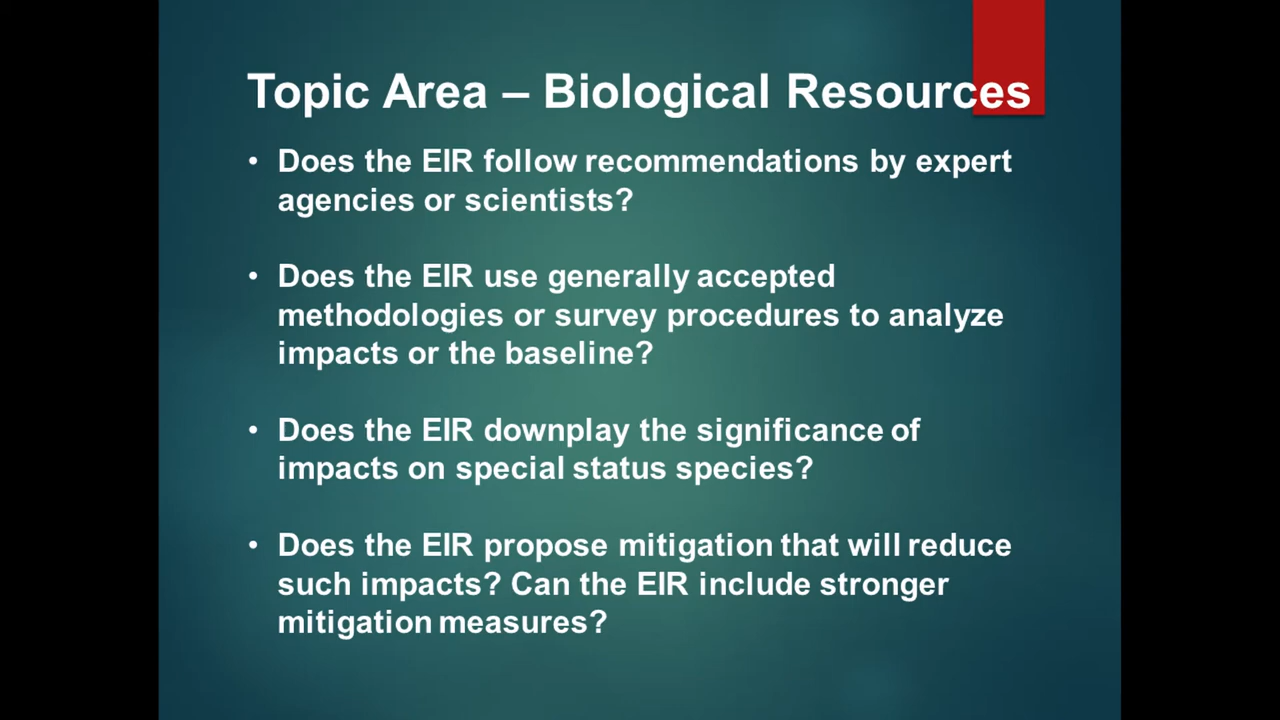 Topic Area – Biological Resources
• Does the EIR follow recommendations by expert
agencies or scientists?
• Does the EIR use generally accepted
methodologies or survey procedures to analyze
impacts or the baseline?
• Does the EIR downplay the significance of
impacts on special status species?
• Does the EIR propose mitigation that will reduce
such impacts? Can the EIR include stronger
mitigation measures?